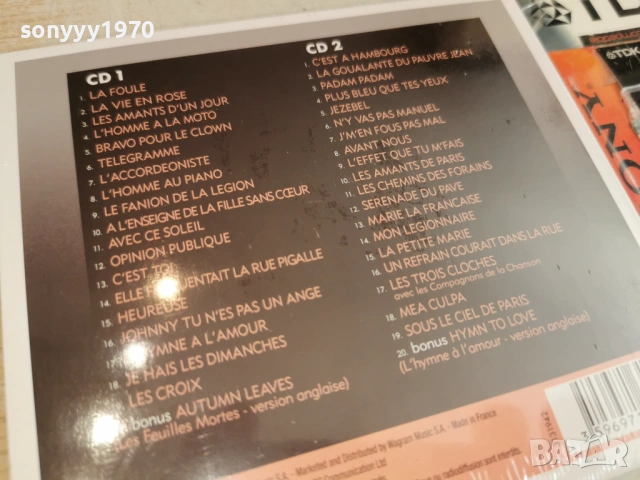 sonyyy1970
CD 1
1. LA FOULE
2. LA VIE EN ROSE
3. LES AMANTS D'UN JOUR
4. L'HOMME A LA MOTO
5. BRAVO POUR LE CLOWN
6. TELEGRAMME
7. L'ACCORDEONISTE
8. L'HOMME AU PIANO
9. LE FANION DE LA LEGION
10. A L'ENSEIGNE DE LA FILLE SANS CŒUR
11. AVEC CE SOLEIL
12. OPINION PUBLIQUE
13. C'EST TOI
14. ELLE FREQUENTAIT LA RUE PIGALLE
15. HEUREUSE
16. JOHNNY TU N'ES PAS UN ANGE
17. HYMNE A L'AMOUR
18. JE HAIS LES DIMANCHES
LES CROIX
bonus AUTUMN LEAVES
(Les Feuilles Mortes - version anglaise)
CD 2
1. C'EST A HAMBOURG
2. LA GOUALANTE DU PAUVRE JEAN
3. PADAM PADAM
4. PLUS BLEU QUE TES YEUX
5. JEZEBEL
6. N'Y VAS PAS MANUEL
7. J'M'EN FOUS PAS MAL
8. AVANT NOUS
9. L'EFFET QUE TU M'FAIS
10. LES AMANTS DE PARIS
11. LES CHEMINS DES FORAINS
12. SERENADE DU PAVE
13. MARIE LA FRANCAISE
14. MON LEGIONNAIRE
15. LA PETITE MARIE
16. UN REFRAIN COURAIT DANS LA RUE
17. LES TROIS CLOCHES
avec les Compagnons de la Chanson
18. MEA CULPA
19. SOUS LE CIEL DE PARIS
20. bonus HYMN TO LOVE
(L'hymne à l'amour - version anglaise)
S.A. - Marketed and Distributed by Wagram Music S.A. - Made in France
Communication Ltd
radiodiffusion sont interdits
3 5969
TDK
BAZAR